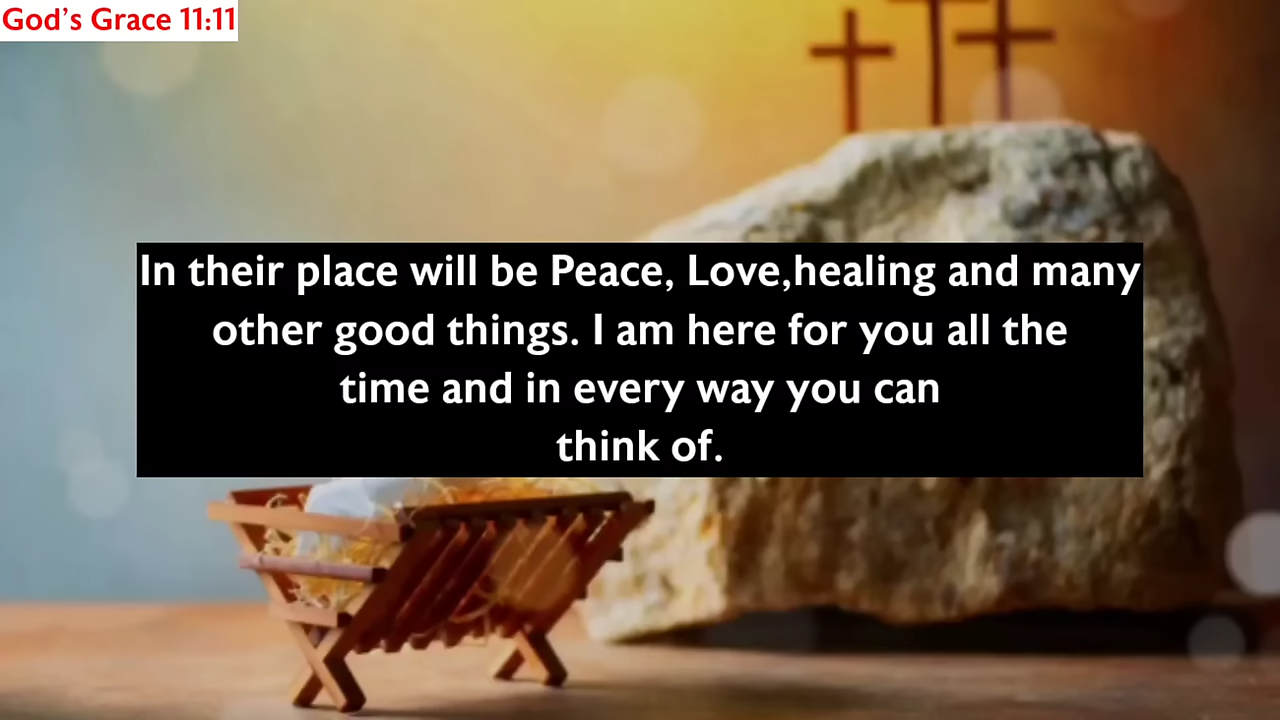 God's Grace 11:11
In their place will be Peace, Love,healing and many
other good things. I am here for you all the
time and in every way you can
think of.